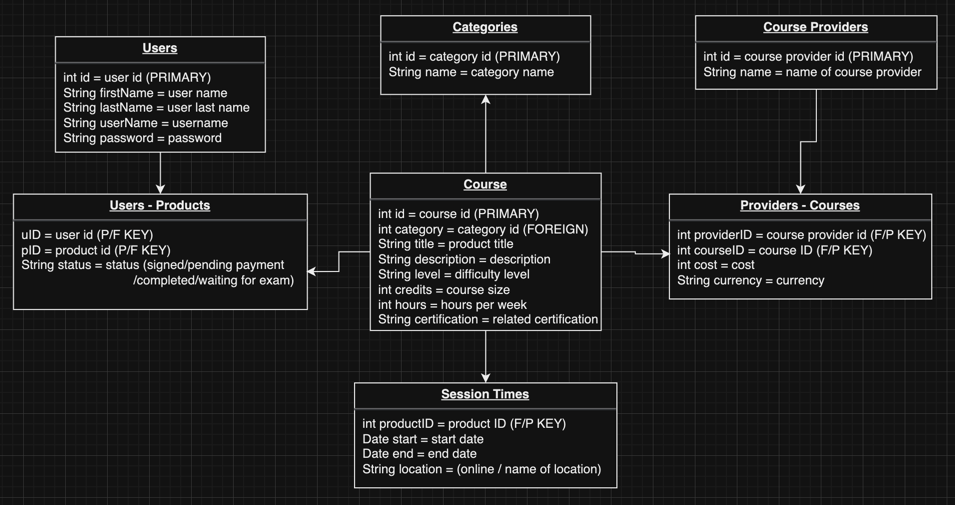 Users
int id = user id (PRIMARY)
String firstName = user name
String lastName = user last name
String userName = username
String password = password
Categories
int id = category id (PRIMARY)
String name = category name
Course Providers
int id = course provider id (PRIMARY)
String name = name of course provider
Users - Products
uID = user id (P/F KEY)
pID = product id (P/F KEY)
String status = status (signed/pending payment
/completed/waiting for exam)
Course
int id = course id (PRIMARY)
int category = category id (FOREIGN)
String title = product title
String description = description
String level = difficulty level
int credits = course size
int hours = hours per week
String certification = related certification
Providers - Courses
int providerID = course provider id (F/P KEY)
int courseID = course ID (F/P KEY)
int cost = cost
String currency = currency
Session Times
int productID = product ID (F/P KEY)
Date start = start date
Date end = end date
String location = (online / name of location)